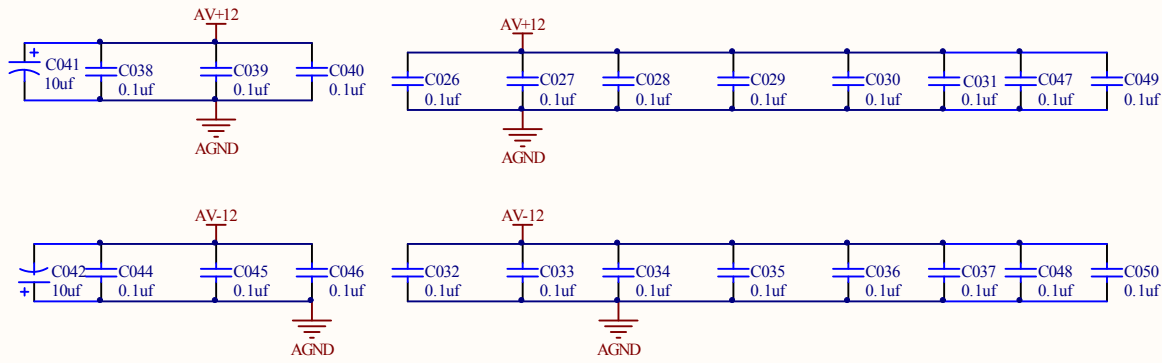 AV+12
AV+12
+
C041
10uf
C038
0.1uf
C039
0.1uf
C040
0.1uf
C026
0.1uf
C027
0.1uf
C028
0.1uf
C029
0.1uf
C030
0.1uf
C031
0.1uf
C047
0.1uf
C049
0.1uf
AGND
AGND
AV-12
AV-12
C042
10uf
+
C044
0.1uf
C045
0.1uf
C046
0.1uf
C032
0.1uf
C033
0.1uf
C034
0.1uf
C035
0.1uf
C036
0.1uf
C037
0.1uf
C048
0.1uf
C050
0.1uf
AGND
AGND